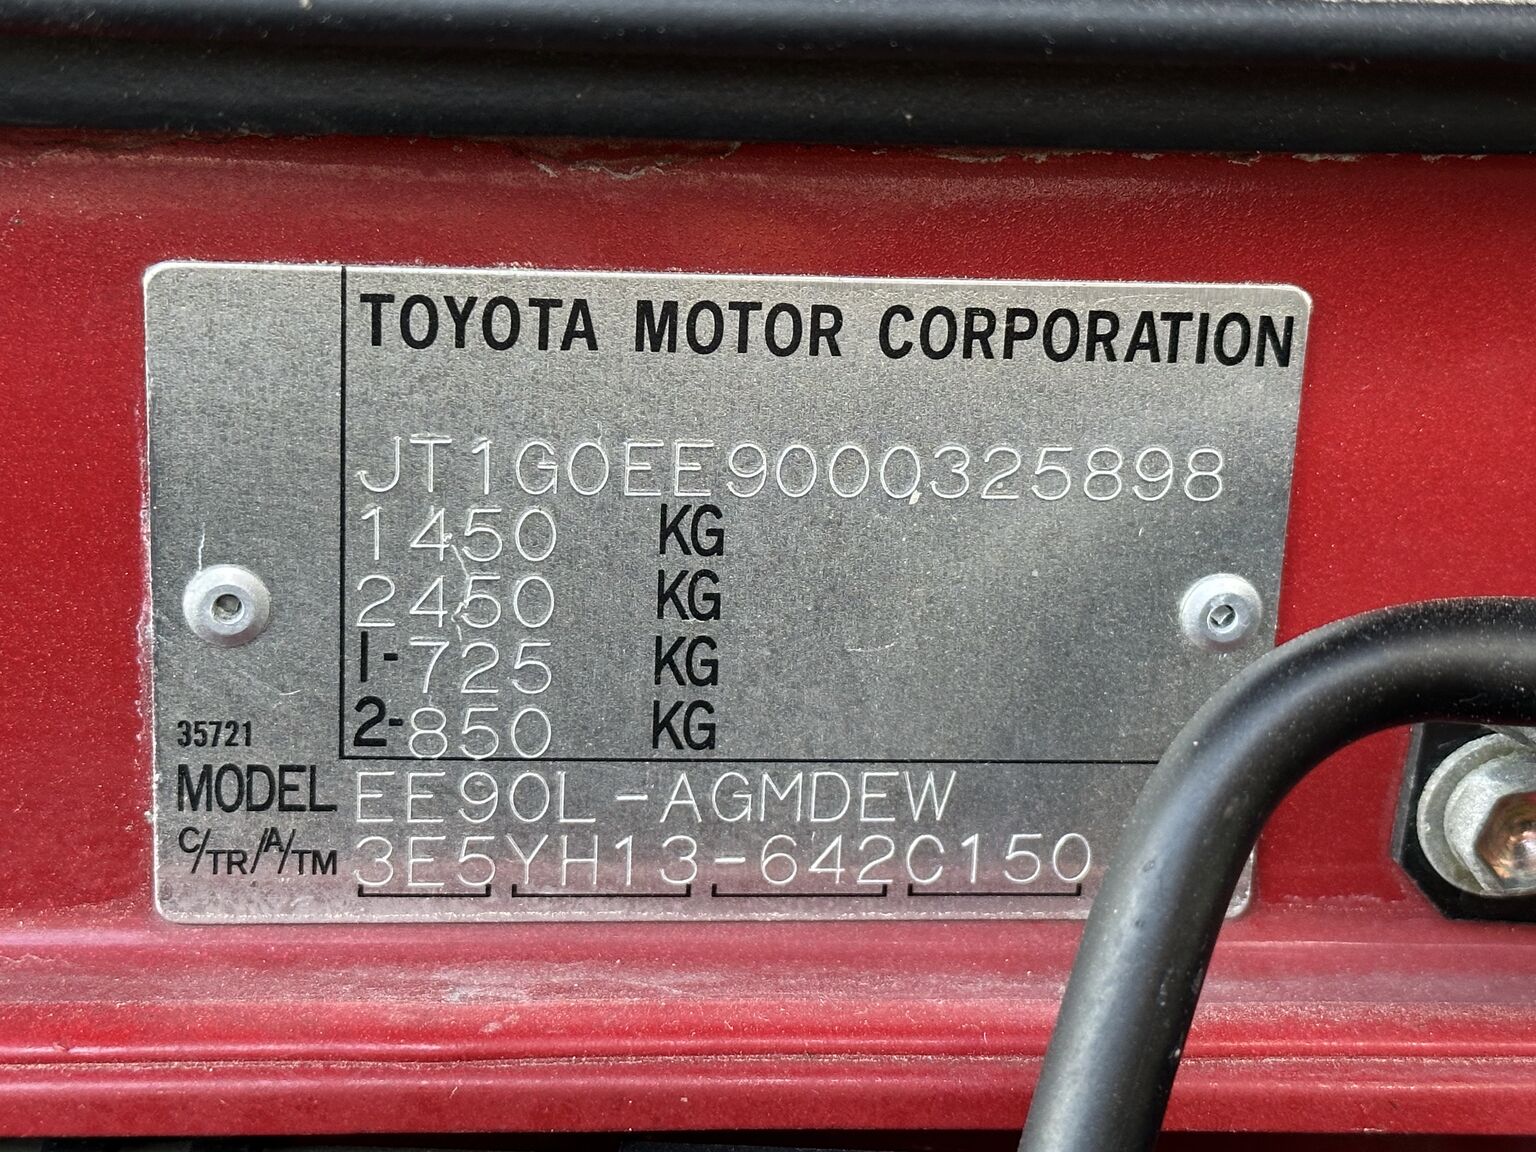 TOYOTA MOTOR CORPORATION
JT1G0EE9000325898
1450 KG
2450 KG
1-725 KG
2-850 KG
35721
MODEL EE90L -AGMDEW
C/TR/A/TM 3E5YH13-642C150